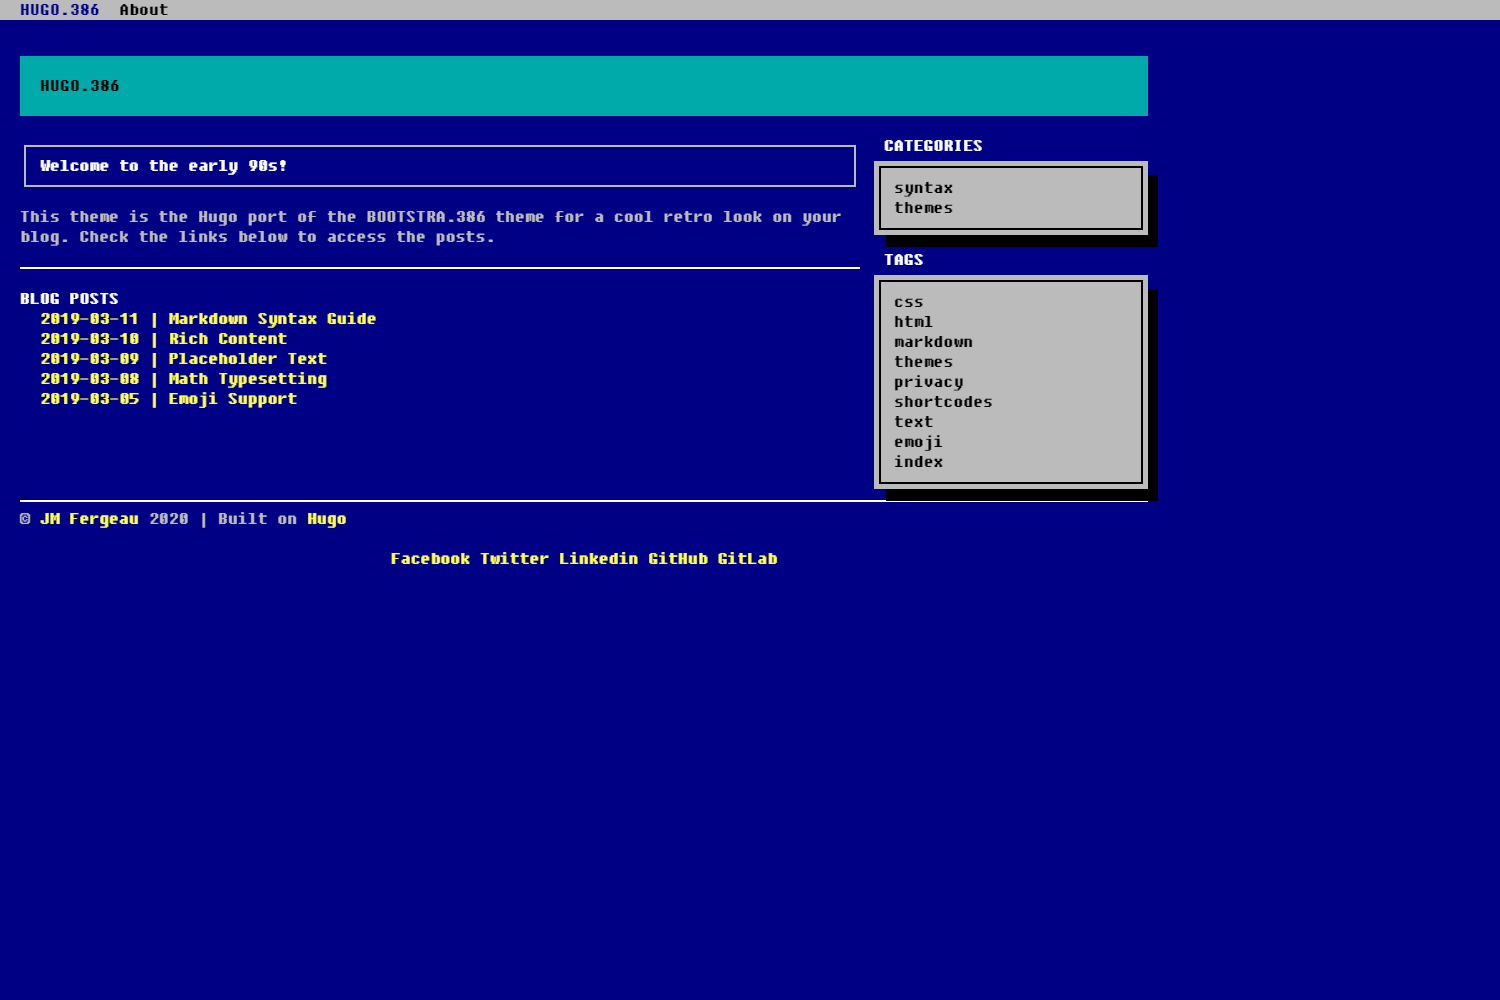 HUGO.386 About
HUGO.386
Welcome to the early 90s!
This theme is the Hugo port of the BOOTSTRA.386 theme for a cool retro look on your
blog. Check the links below to access the posts.
BLOG POSTS
2019-03-11 | Markdown Syntax Guide
2019-03-10 | Rich Content
2019-03-09 | Placeholder Text
2019-03-08 | Math Typesetting
2019-03-05 | Emoji Support
CATEGORIES
syntax
themes
TAGS
css
html
markdown
themes
privacy
shortcodes
text
emoji
index
© JM Fergeau 2020 | Built on Hugo
Facebook Twitter Linkedin GitHub GitLab